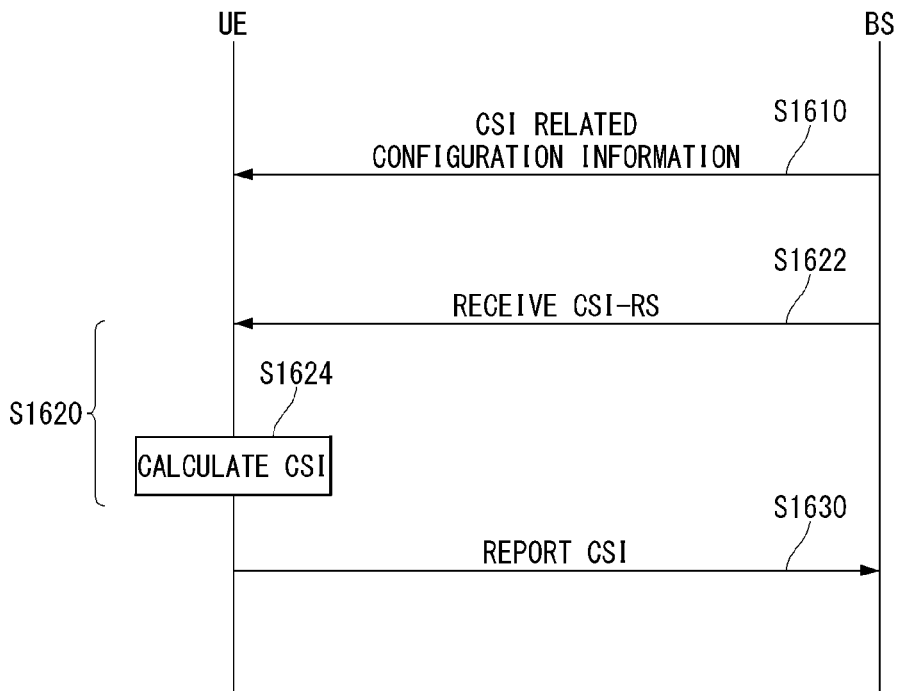 UE
BS
S1610
CSI RELATED
CONFIGURATION INFORMATION
S1622
RECEIVE CSI-RS
S1624
S1620
CALCULATE CSI
S1630
REPORT CSI